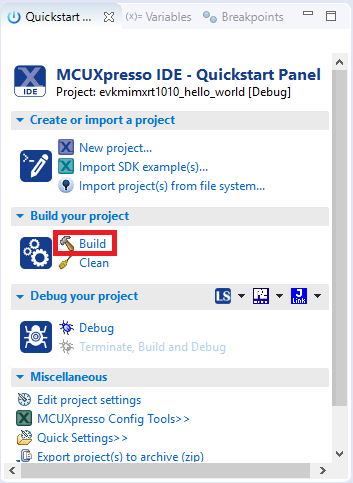 Quickstart ... (x)= Variables Breakpoints
X IDE
MCUXpresso IDE - Quickstart Panel
Project: evkmimxrt1010_hello_world [Debug]
Create or import a project
New project...
Import SDK example(s)...
Import project(s) from file system...
Build your project
Build
Clean
Debug your project LS PE J Link
Debug
Terminate, Build and Debug
Miscellaneous
Edit project settings
MCUXpresso Config Tools>>
Quick Settings>>
Export project(s) to archive (zip)